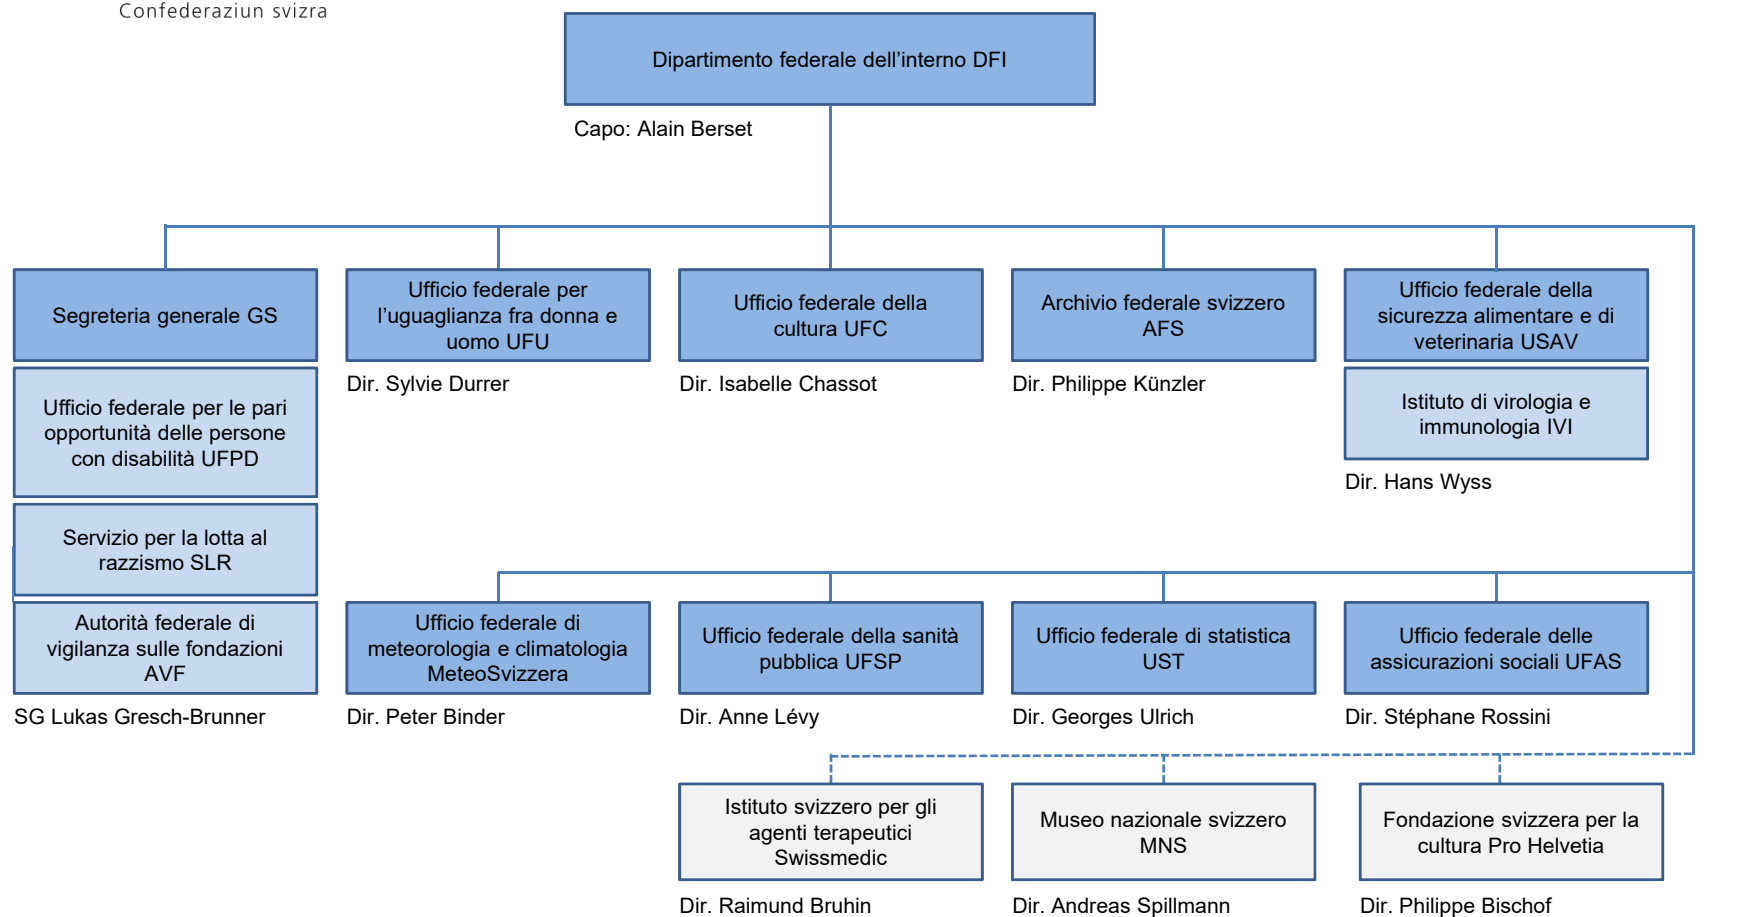 Confederaziun svizra
Dipartimento federale dell'interno DFI
Capo: Alain Berset
Segreteria generale GS
Ufficio federale per le pari
opportunità delle persone
con disabilità UFPD
Servizio per la lotta al
razzismo SLR
Autorità federale di
vigilanza sulle fondazioni
AVF
SG Lukas Gresch-Brunner
Ufficio federale per
l'uguaglianza fra donna e
uomo UFU
Dir. Sylvie Durrer
Ufficio federale della
cultura UFC
Dir. Isabelle Chassot
Archivio federale svizzero
AFS
Dir. Philippe Künzler
Ufficio federale della
sicurezza alimentare e di
veterinaria USAV
Istituto di virologia e
immunologia IVI
Dir. Hans Wyss
Ufficio federale di
meteorologia e climatologia
MeteoSvizzera
Dir. Peter Binder
Ufficio federale della sanità
pubblica UFSP
Dir. Anne Lévy
Ufficio federale di statistica
UST
Dir. Georges Ulrich
Ufficio federale delle
assicurazioni sociali UFAS
Dir. Stéphane Rossini
Istituto svizzero per gli
agenti terapeutici
Swissmedic
Dir. Raimund Bruhin
Museo nazionale svizzero
MNS
Dir. Andreas Spillmann
Fondazione svizzera per la
cultura Pro Helvetia
Dir. Philippe Bischof